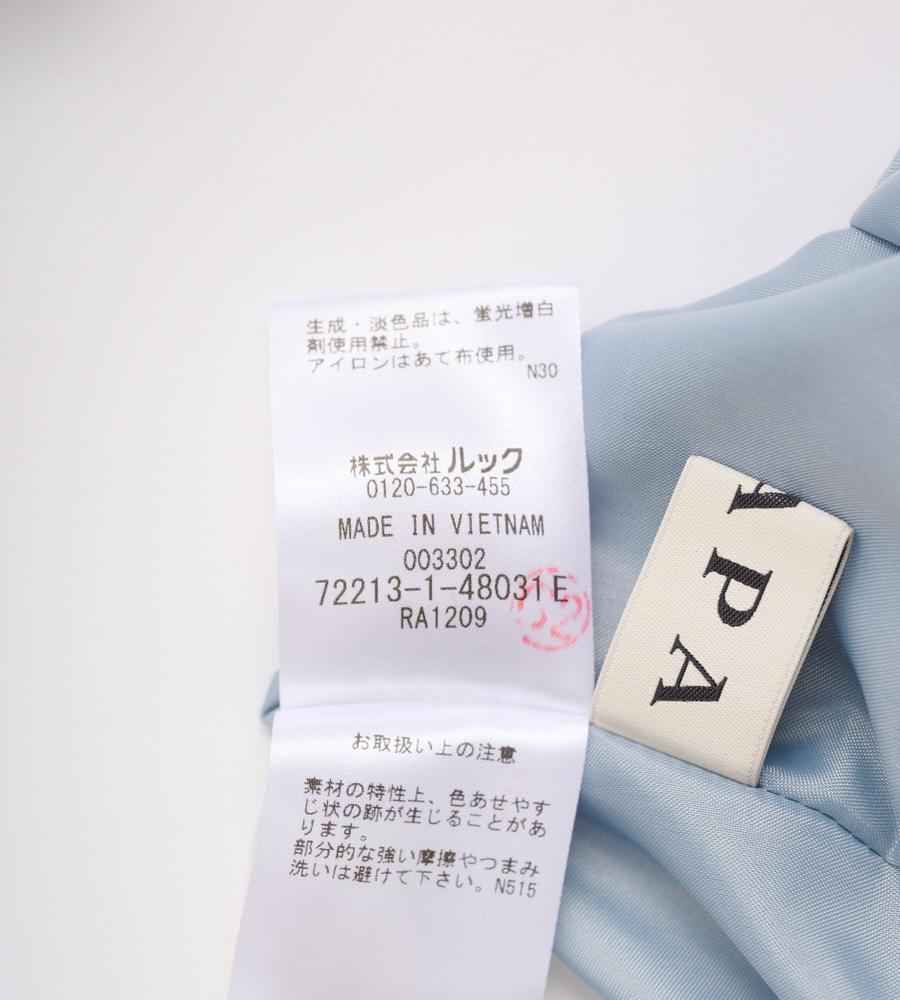 生成・淡色品は、蛍光増白
剤使用禁止。
アイロンはあて布使用。
N30
株式会社ルック
0120-633-455
MADE IN VIETNAM
003302
72213-1-48031E
RA1209
お取扱い上の注意
素材の特性上、色あせやす
じ状の跡が生じることがあ
ります。
部分的な強い摩擦やつまみ
洗いは避けて下さい。N515
A PA